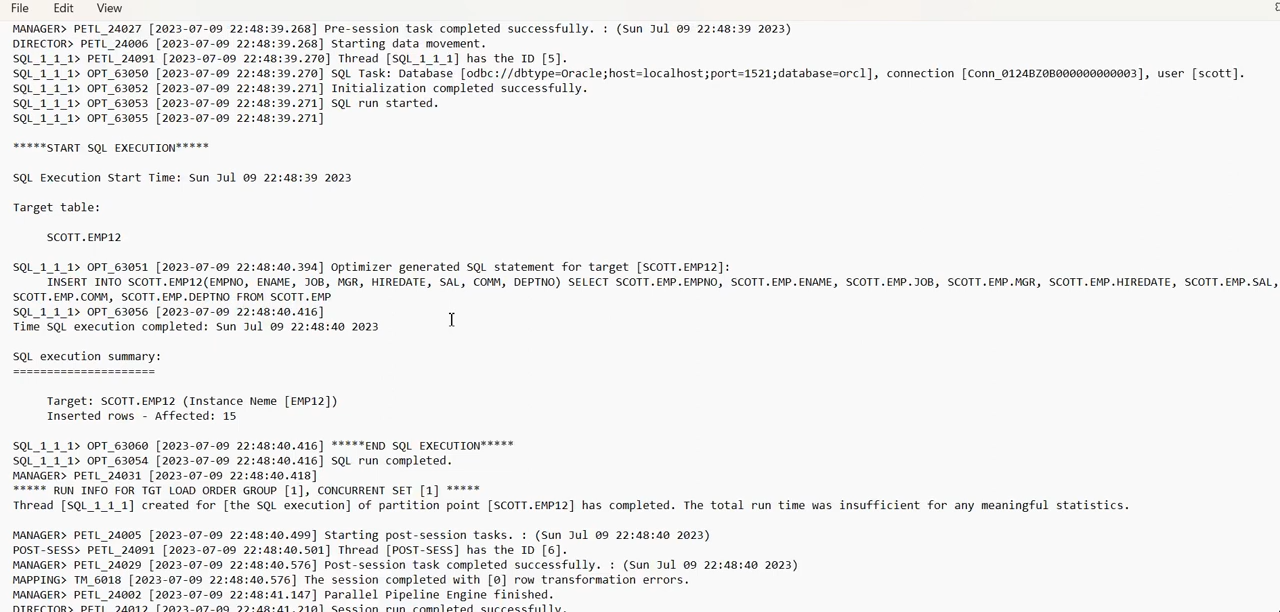 File Edit View
MANAGER> PETL_24027 [2023-07-09 22:48:39.268] Pre-session task completed successfully. : (Sun Jul 09 22:48:39 2023)
DIRECTOR> PETL_24006 [2023-07-09 22:48:39.268] Starting data movement.
SQL_1_1_1> PETL_24091 [2023-07-09 22:48:39.270] Thread [SQL_1_1_1] has the ID [5].
SQL_1_1_1> OPT_63050 [2023-07-09 22:48:39.270] SQL Task: Database [odbc://dbtype=Oracle;host=localhost;port=1521;database=orcl], connection [Conn_0124BZ0B000000000003], user [scott].
SQL_1_1_1> OPT_63052 [2023-07-09 22:48:39.271] Initialization completed successfully.
SQL_1_1_1> OPT_63053 [2023-07-09 22:48:39.271] SQL run started.
SQL_1_1_1> OPT_63055 [2023-07-09 22:48:39.271]
*****START SQL EXECUTION*****
SQL Execution Start Time: Sun Jul 09 22:48:39 2023
Target table:
SCOTT.EMP12
SQL_1_1_1> OPT_63051 [2023-07-09 22:48:40.394] Optimizer generated SQL statement for target [SCOTT.EMP12]:
INSERT INTO SCOTT.EMP12(EMPNO, ENAME, JOB, MGR, HIREDATE, SAL, COMM, DEPTNO) SELECT SCOTT.EMP.EMPNO, SCOTT.EMP.ENAME, SCOTT.EMP.JOB, SCOTT.EMP.MGR, SCOTT.EMP.HIREDATE, SCOTT.EMP.SAL,
SCOTT.EMP.COMM, SCOTT.EMP.DEPTNO FROM SCOTT.EMP
SQL_1_1_1> OPT_63056 [2023-07-09 22:48:40.416]
Time SQL execution completed: Sun Jul 09 22:48:40 2023
SQL execution summary:
=====================
Target: SCOTT.EMP12 (Instance Neme [EMP12])
Inserted rows - Affected: 15
SQL_1_1_1> OPT_63060 [2023-07-09 22:48:40.416] *****END SQL EXECUTION*****
SQL_1_1_1> OPT_63054 [2023-07-09 22:48:40.416] SQL run completed.
MANAGER> PETL_24031 [2023-07-09 22:48:40.418]
***** RUN INFO FOR TGT LOAD ORDER GROUP [1], CONCURRENT SET [1] *****
Thread [SQL_1_1_1] created for [the SQL execution] of partition point [SCOTT.EMP12] has completed. The total run time was insufficient for any meaningful statistics.
MANAGER> PETL_24005 [2023-07-09 22:48:40.499] Starting post-session tasks. : (Sun Jul 09 22:48:40 2023)
POST-SESS> PETL_24091 [2023-07-09 22:48:40.501] Thread [POST-SESS] has the ID [6].
MANAGER> PETL_24029 [2023-07-09 22:48:40.576] Post-session task completed successfully. : (Sun Jul 09 22:48:40 2023)
MAPPING> TM_6018 [2023-07-09 22:48:40.576] The session completed with [0] row transformation errors.
MANAGER> PETL_24002 [2023-07-09 22:48:41.147] Parallel Pipeline Engine finished.
DIRECTOR> PETL_24012 [2023-07-09 22:48:41.210] Session run completed successfully.